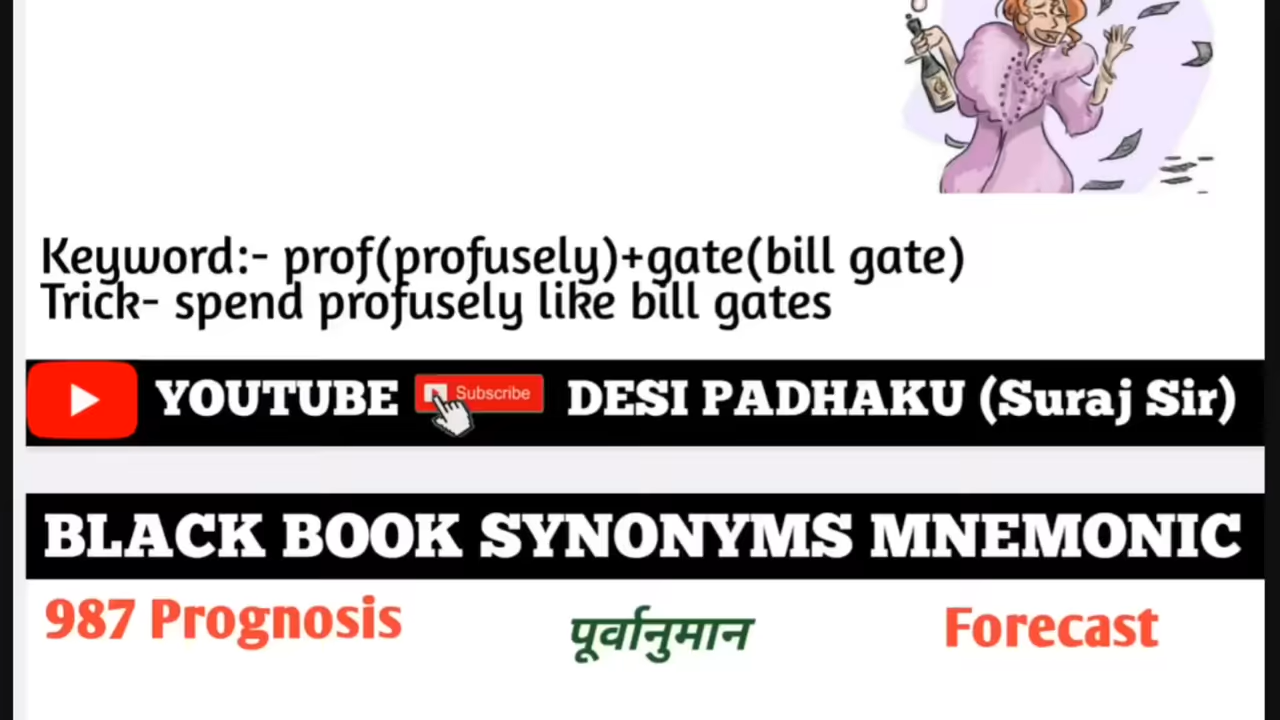 Keyword:- prof(profusely)+gate(bill gate)
Trick- spend profusely like bill gates
YOUTUBE Subscribe DESI PADHAKU (Suraj Sir)
BLACK BOOK SYNONYMS MNEMONIC
987 Prognosis पूर्वानुमान Forecast